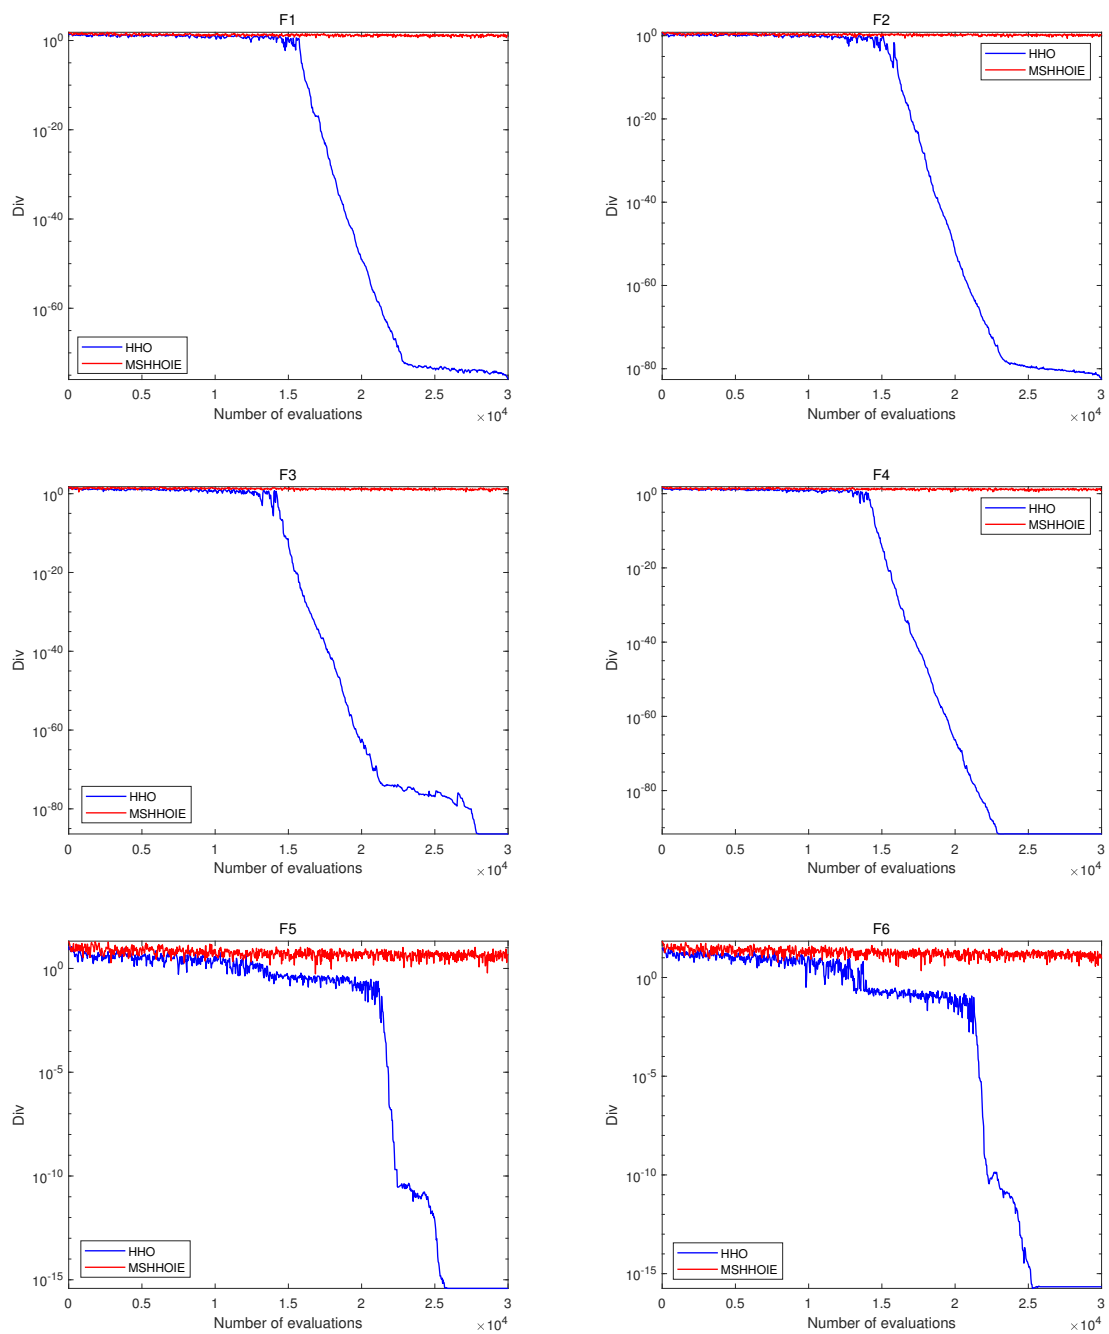 F1
10^0
10^-20
10^-40
10^-60
Div
HHO
MSHHOIE
0 0.5 1 1.5 2 2.5 3
Number of evaluations
×10^4
F2
10^0
10^-20
10^-40
10^-60
10^-80
Div
HHO
MSHHOIE
0 0.5 1 1.5 2 2.5 3
Number of evaluations
×10^4
F3
10^0
10^-20
10^-40
10^-60
10^-80
Div
HHO
MSHHOIE
0 0.5 1 1.5 2 2.5 3
Number of evaluations
×10^4
F4
10^0
10^-20
10^-40
10^-60
10^-80
Div
HHO
MSHHOIE
0 0.5 1 1.5 2 2.5 3
Number of evaluations
×10^4
F5
10^0
10^-5
10^-10
10^-15
Div
HHO
MSHHOIE
0 0.5 1 1.5 2 2.5 3
Number of evaluations
×10^4
F6
10^0
10^-5
10^-10
10^-15
Div
HHO
MSHHOIE
0 0.5 1 1.5 2 2.5 3
Number of evaluations
×10^4